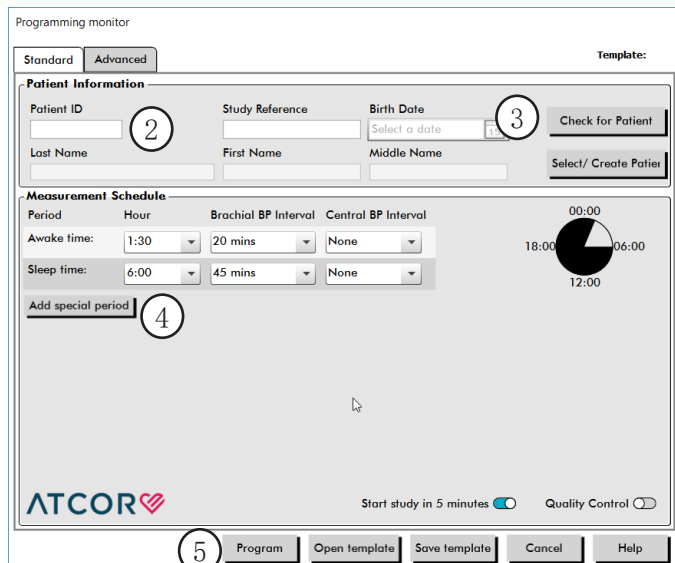 Programming monitor
Standard Advanced Template:
Patient Information
Patient ID Study Reference Birth Date
2 Select a date 15 3 Check for Patient
Last Name First Name Middle Name
Select/ Create Patier
Measurement Schedule
Period Hour Brachial BP Interval Central BP Interval 00:00
Awake time: 1:30 20 mins None
18:00 06:00
Sleep time: 6:00 45 mins None
12:00
Add special period 4
ATCOR Start study in 5 minutes Quality Control
5 Program Open template Save template Cancel Help